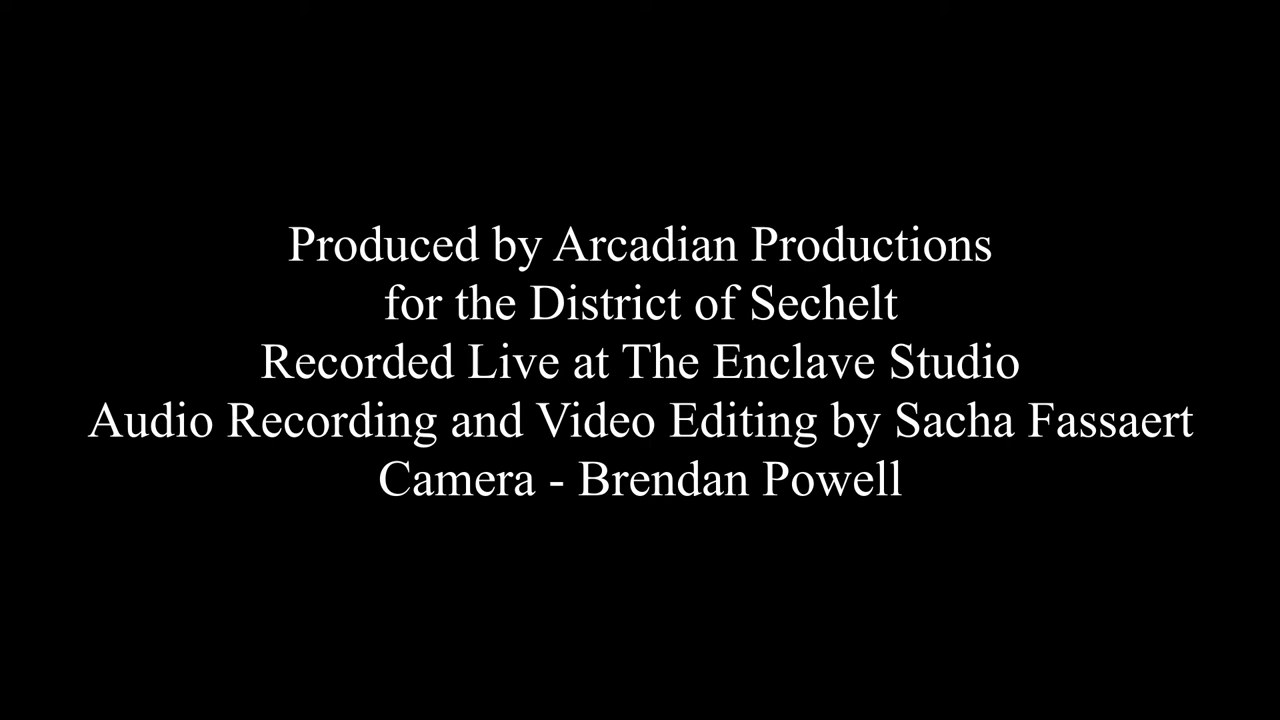 Produced by Arcadian Productions
for the District of Sechelt
Recorded Live at The Enclave Studio
Audio Recording and Video Editing by Sacha Fassaert
Camera - Brendan Powell